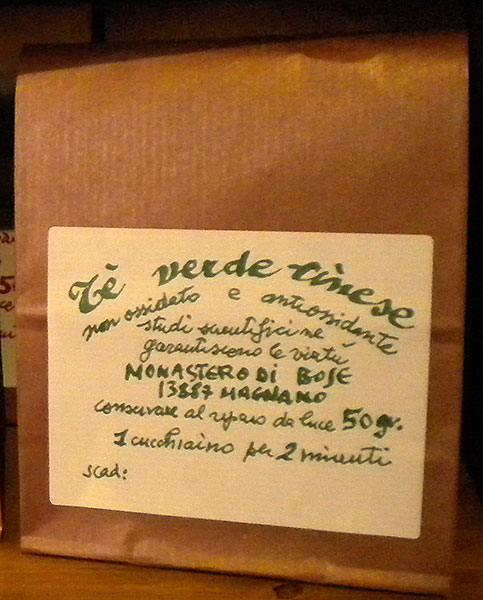 Tè verde cinese
non ossidato e antiossidante
studi scientifici ne
garantiscono le virtù
MONASTERO DI BOSE
13887 MAGNANO
conservare al riparo da luce 50 gr.
1 cucchiaino per 2 minuti
scad: